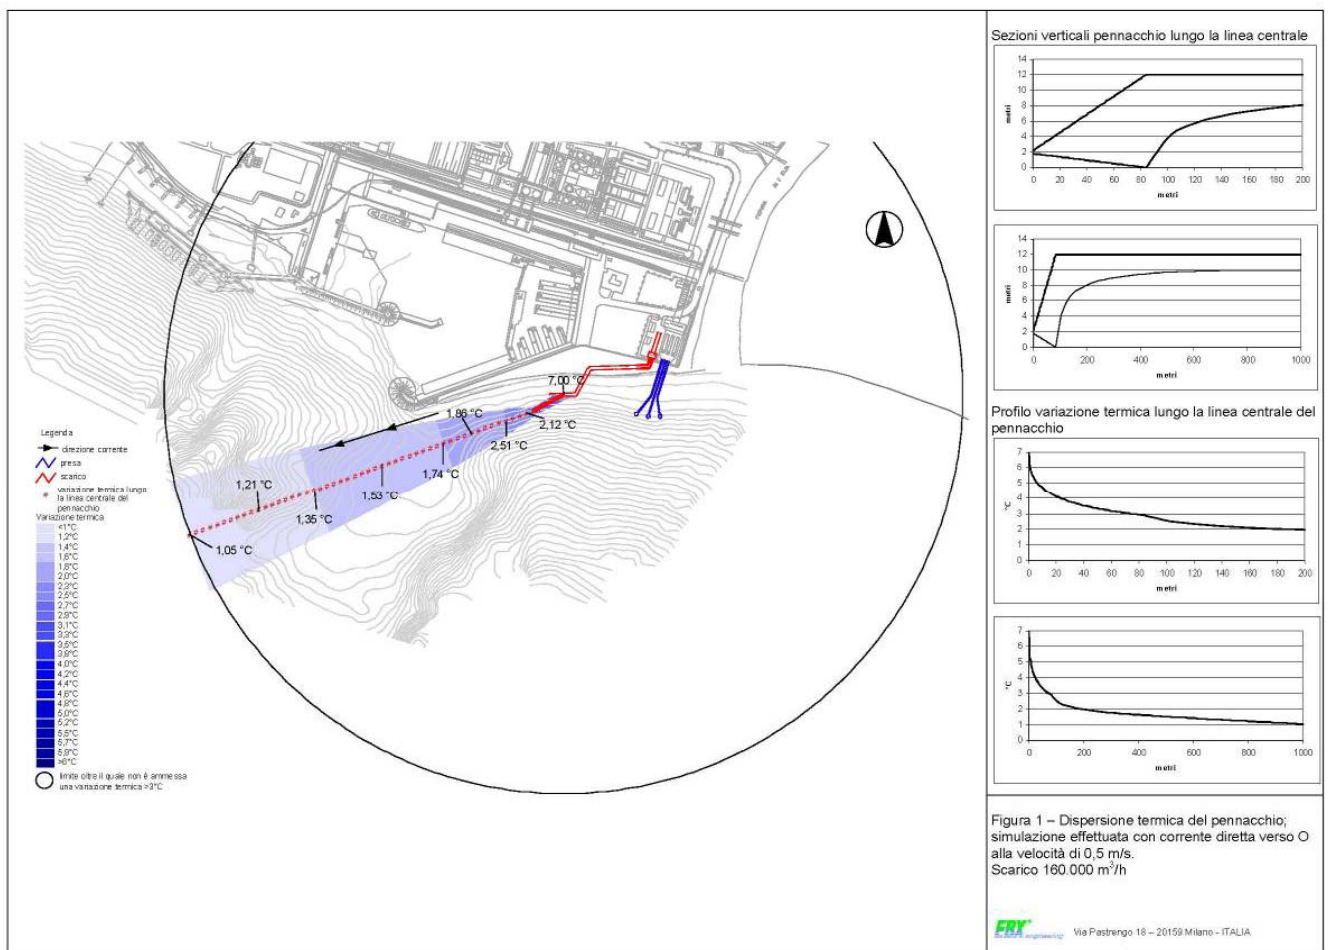 Sezioni verticali pennacchio lungo la linea centrale
14
12
10
8
6
4
2
0
metri
0 20 40 60 80 100 120 140 160 180 200
metri
14
12
10
8
6
4
2
0
metri
0 200 400 600 800 1000
metri
Profilo variazione termica lungo la linea centrale del
pennacchio
7
6
5
4
3
2
1
0
°C
0 20 40 60 80 100 120 140 160 180 200
metri
7
6
5
4
3
2
1
0
°C
0 200 400 600 800 1000
metri
7,00 °C
1,86 °C
2,12 °C
2,51 °C
1,74 °C
1,53 °C
1,21 °C
1,35 °C
1,05 °C
Legenda
direzione corrente
presa
scarico
variazione termica lungo
la linea centrale del
pennacchio
Variazione termica
<1°C
1,2°C
1,4°C
1,6°C
1,8°C
2,0°C
2,3°C
2,5°C
2,7°C
2,9°C
3,1°C
3,3°C
3,5°C
3,8°C
4,0°C
4,2°C
4,4°C
4,6°C
4,8°C
5,0°C
5,2°C
5,5°C
5,7°C
5,9°C
>6°C
limite oltre il quale non è ammessa
una variazione termica >3°C
Figura 1 – Dispersione termica del pennacchio;
simulazione effettuata con corrente diretta verso O
alla velocità di 0,5 m/s.
Scarico 160.000 m³/h
Via Pastrengo 18 – 20159 Milano - ITALIA